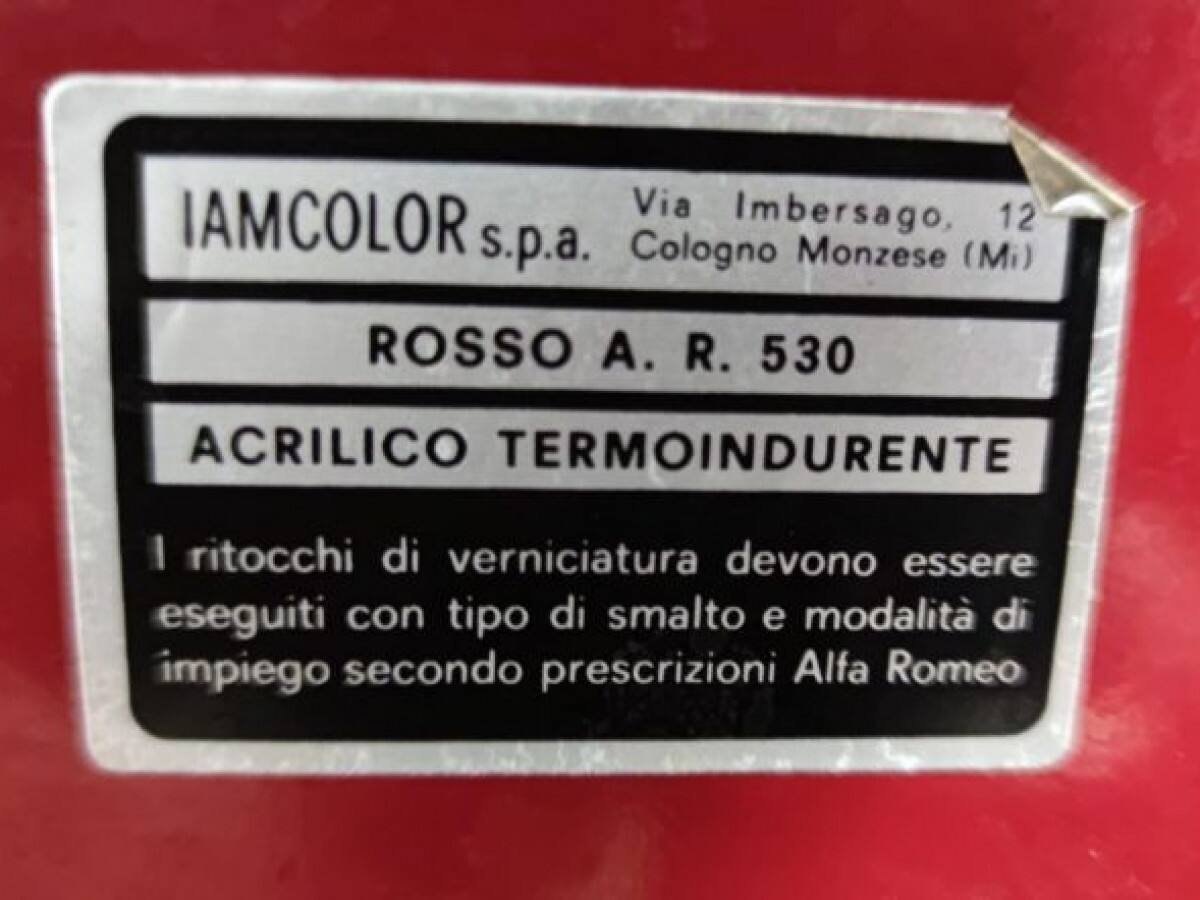 IAMCOLOR s.p.a. Via Imbersago, 12
Cologno Monzese (Mi)
ROSSO A. R. 530
ACRILICO TERMOINDURENTE
I ritocchi di verniciatura devono essere
eseguiti con tipo di smalto e modalità di
impiego secondo prescrizioni Alfa Romeo